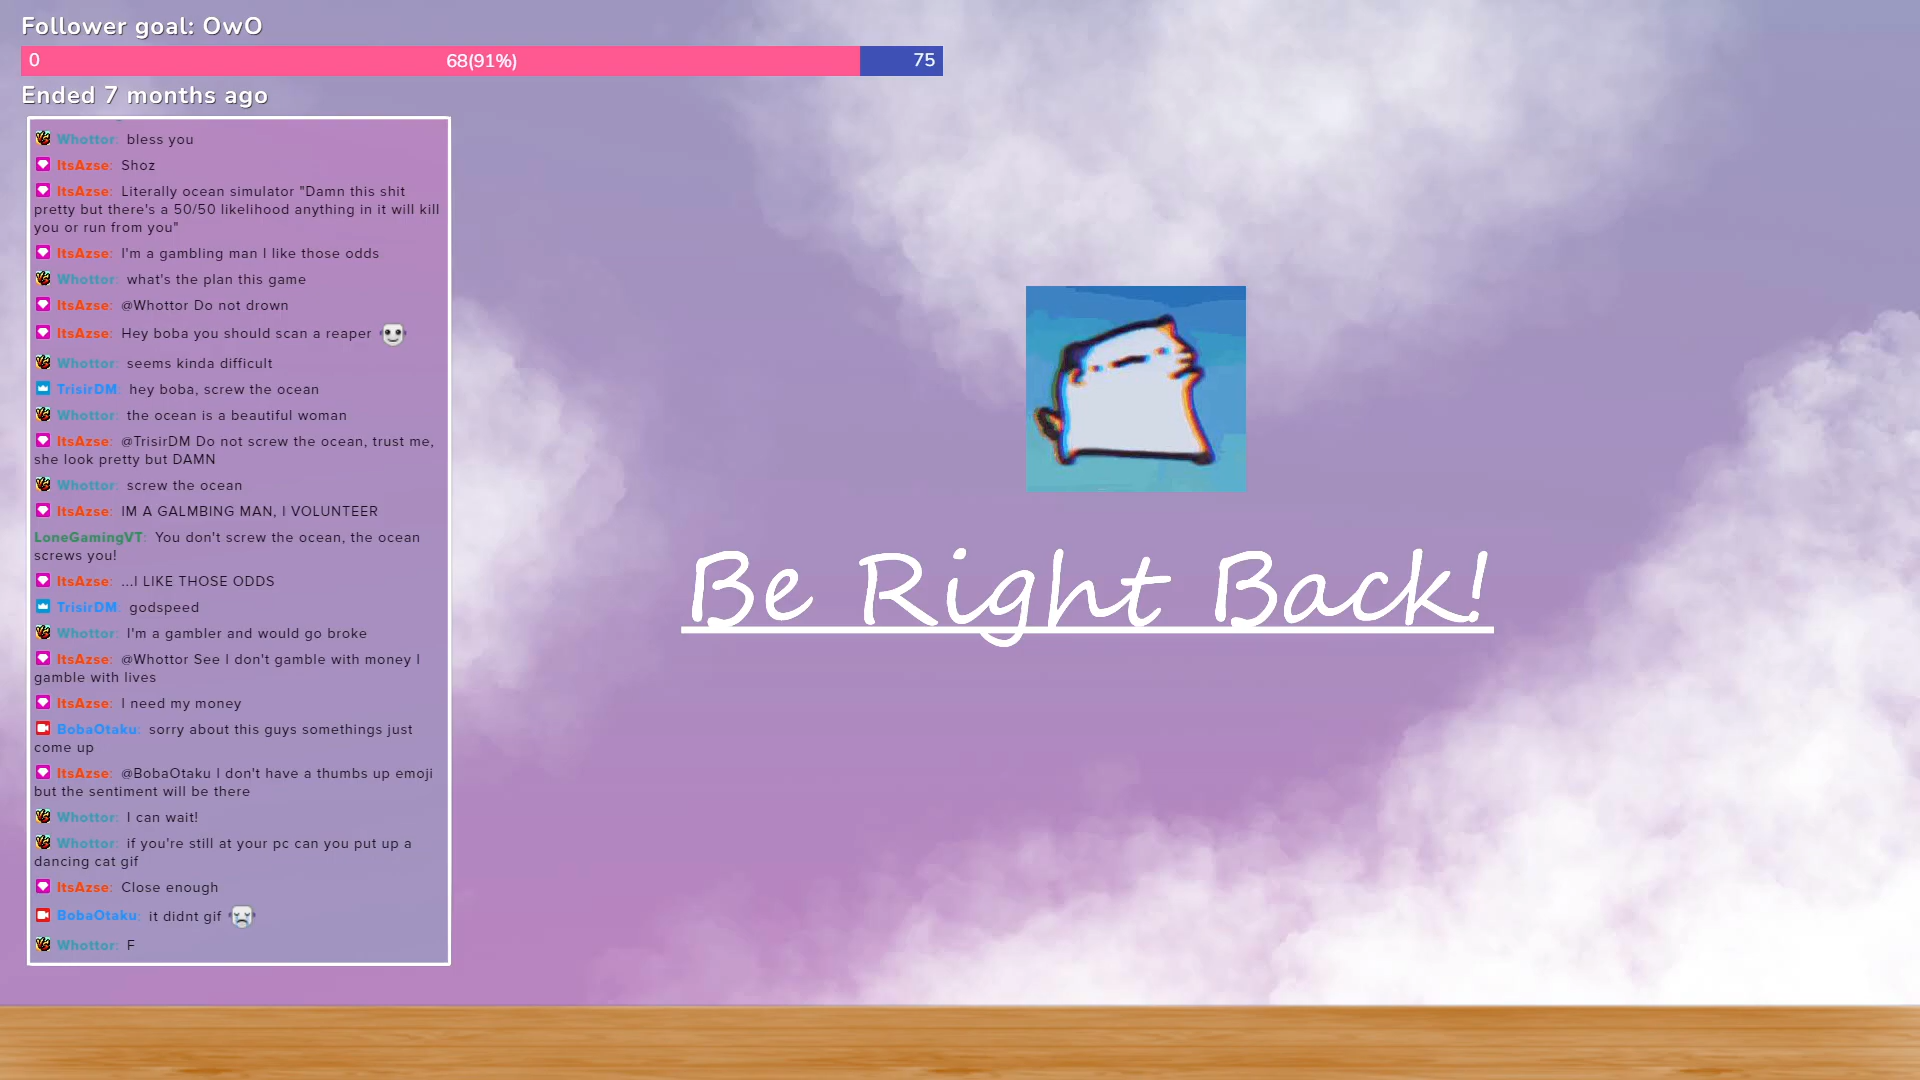 Follower goal: OwO
0 68(91%) 75
Ended 7 months ago
Whottor: bless you
ItsAzse: Shoz
ItsAzse: Literally ocean simulator "Damn this shit
pretty but there's a 50/50 likelihood anything in it will kill
you or run from you"
ItsAzse: I'm a gambling man I like those odds
Whottor: what's the plan this game
ItsAzse: @Whottor Do not drown
ItsAzse: Hey boba you should scan a reaper
Whottor: seems kinda difficult
TrisirDM: hey boba, screw the ocean
Whottor: the ocean is a beautiful woman
ItsAzse: @TrisirDM Do not screw the ocean, trust me,
she look pretty but DAMN
Whottor: screw the ocean
ItsAzse: IM A GALMBING MAN, I VOLUNTEER
LoneGamingVT: You don't screw the ocean, the ocean
screws you!
ItsAzse: ...I LIKE THOSE ODDS
TrisirDM: godspeed
Whottor: I'm a gambler and would go broke
ItsAzse: @Whottor See I don't gamble with money I
gamble with lives
ItsAzse: I need my money
BobaOtaku: sorry about this guys somethings just
come up
ItsAzse: @BobaOtaku I don't have a thumbs up emoji
but the sentiment will be there
Whottor: I can wait!
Whottor: if you're still at your pc can you put up a
dancing cat gif
ItsAzse: Close enough
BobaOtaku: it didnt gif
Whottor: F
Be Right Back!